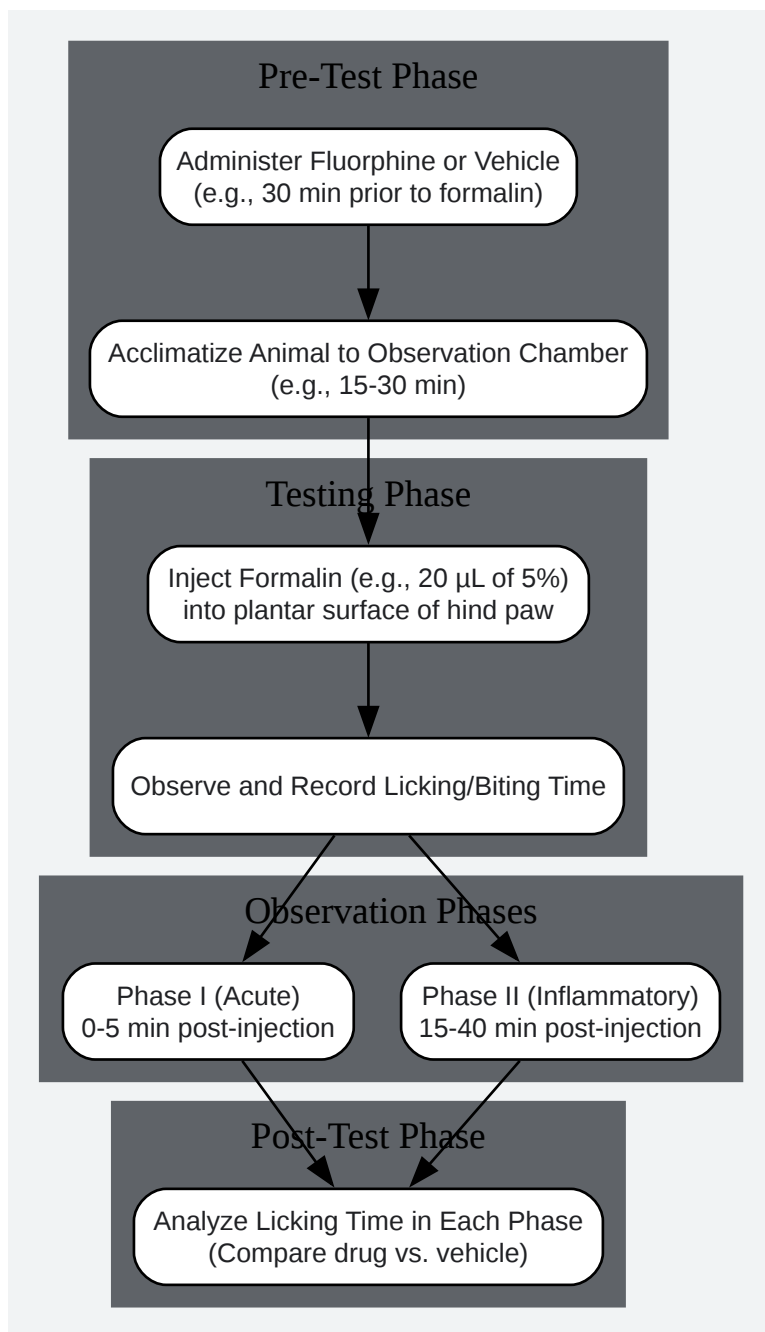 Pre-Test Phase
Administer Fluorphine or Vehicle
(e.g., 30 min prior to formalin)
Acclimatize Animal to Observation Chamber
(e.g., 15-30 min)
Testing Phase
Inject Formalin (e.g., 20 µL of 5%)
into plantar surface of hind paw
Observe and Record Licking/Biting Time
Observation Phases
Phase I (Acute)
0-5 min post-injection
Phase II (Inflammatory)
15-40 min post-injection
Post-Test Phase
Analyze Licking Time in Each Phase
(Compare drug vs. vehicle)